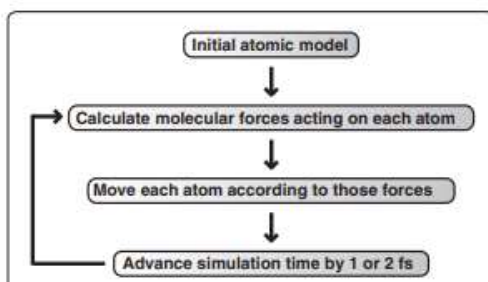 Initial atomic model
Calculate molecular forces acting on each atom
Move each atom according to those forces
Advance simulation time by 1 or 2 fs